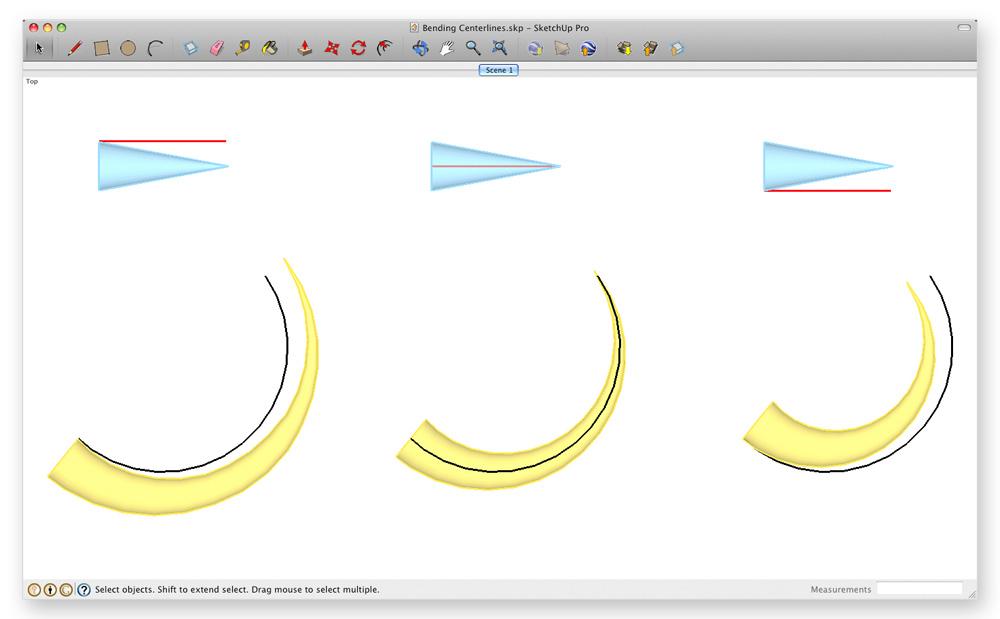 Bending Centerlines.skp – SketchUp Pro
Scene 1
Top
Select objects. Shift to extend select. Drag mouse to select multiple.
Measurements